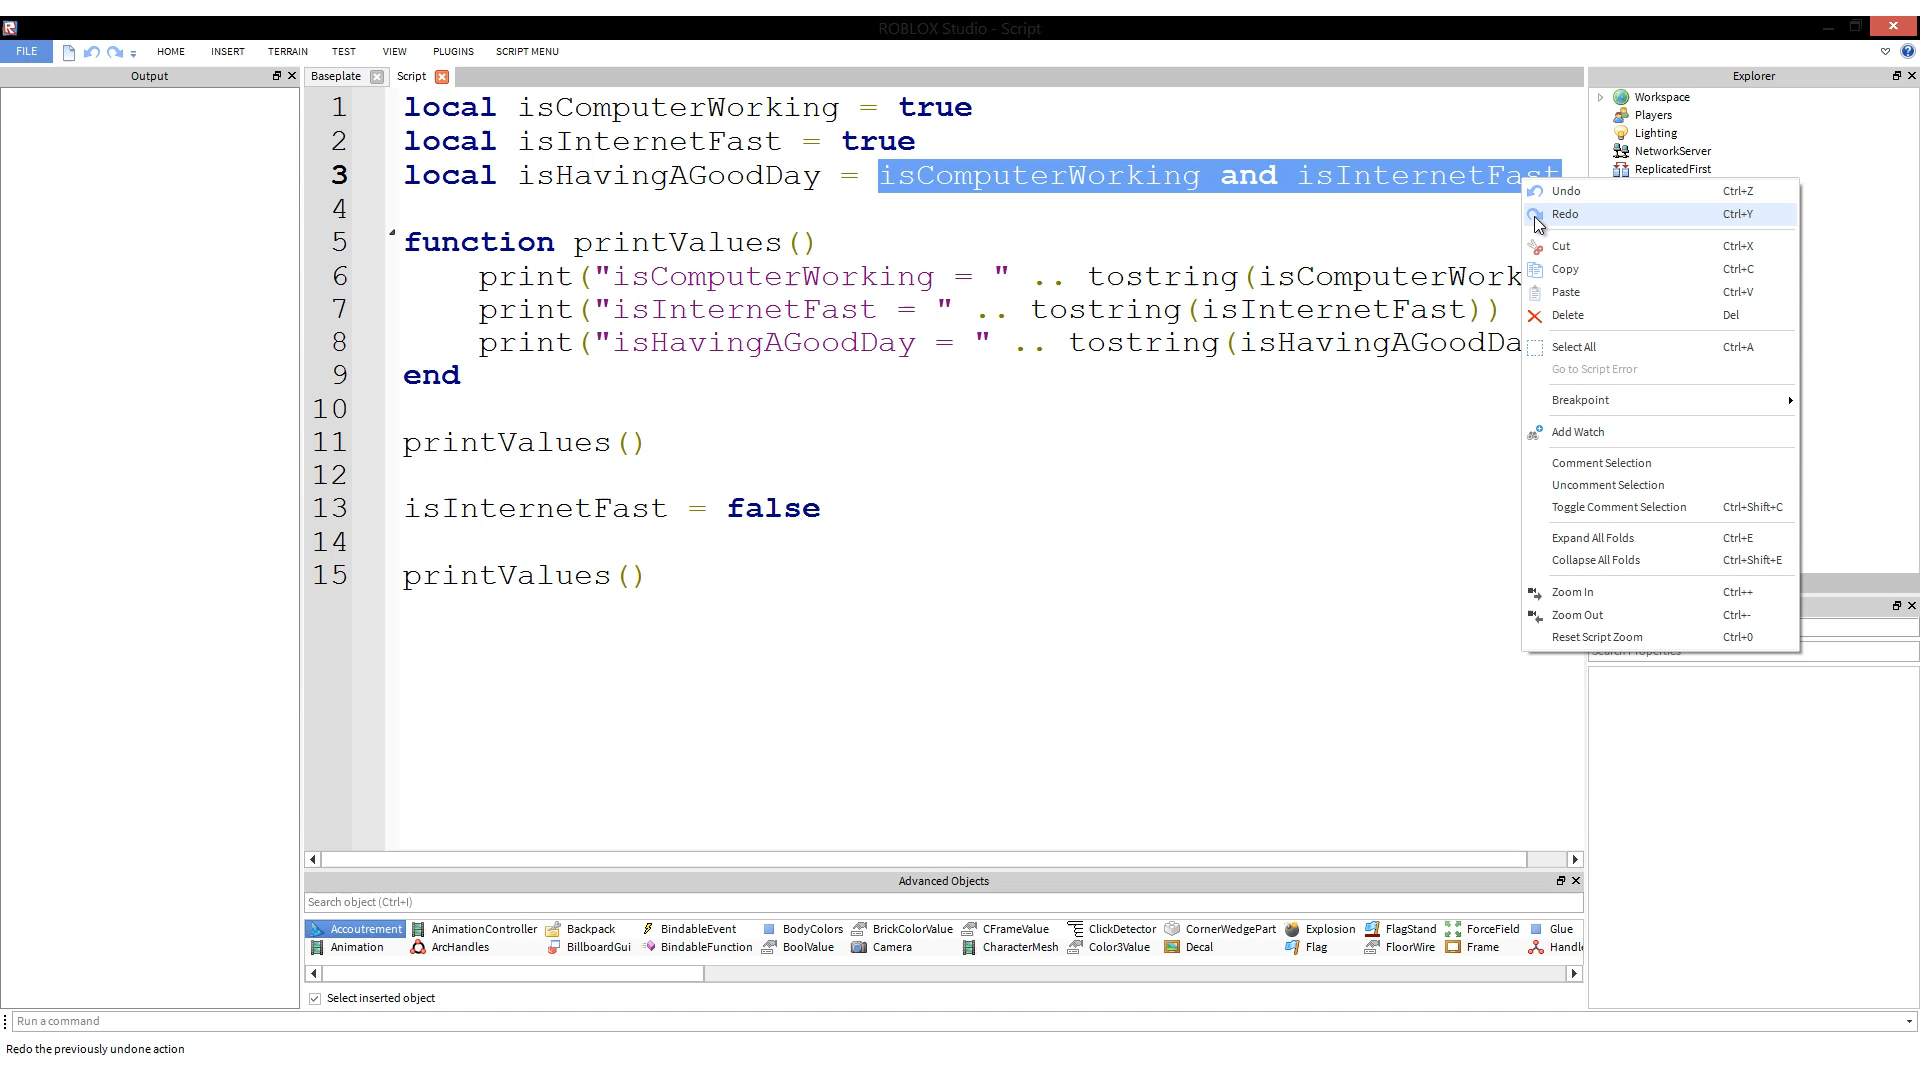 ROBLOX Studio - Script
FILE HOME INSERT TERRAIN TEST VIEW PLUGINS SCRIPT MENU
Output
Baseplate Script
Explorer
1 local isComputerWorking = true
2 local isInternetFast = true
3 local isHavingAGoodDay = isComputerWorking and isInternetFast
4
5 function printValues()
6 print("isComputerWorking = " .. tostring(isComputerWork
7 print("isInternetFast = " .. tostring(isInternetFast))
8 print("isHavingAGoodDay = " .. tostring(isHavingAGoodDa
9 end
10
11 printValues()
12
13 isInternetFast = false
14
15 printValues()
Workspace
Players
Lighting
NetworkServer
ReplicatedFirst
Undo Ctrl+Z
Redo Ctrl+Y
Cut Ctrl+X
Copy Ctrl+C
Paste Ctrl+V
Delete Del
Select All Ctrl+A
Go to Script Error
Breakpoint
Add Watch
Comment Selection
Uncomment Selection
Toggle Comment Selection Ctrl+Shift+C
Expand All Folds Ctrl+E
Collapse All Folds Ctrl+Shift+E
Zoom In Ctrl++
Zoom Out Ctrl+-
Reset Script Zoom Ctrl+0
Search Properties
Advanced Objects
Search object (Ctrl+I)
Accoutrement AnimationController Backpack BindableEvent BodyColors BrickColorValue CFrameValue ClickDetector CornerWedgePart Explosion FlagStand ForceField Glue
Animation ArcHandles BillboardGui BindableFunction BoolValue Camera CharacterMesh Color3Value Decal Flag FloorWire Frame Handle
Select inserted object
Run a command
Redo the previously undone action